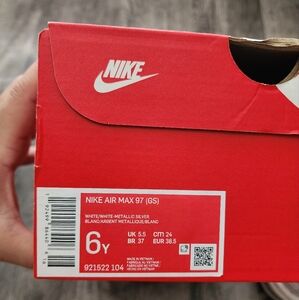 NIKE
NIKE AIR MAX 97 (GS)
WHITE/WHITE-METALLIC SILVER
BLANC/ARGENT METALLIQUE/BLANC
6Y
UK 5.5 CM 24
BR 37 EUR 38.5
921522 104